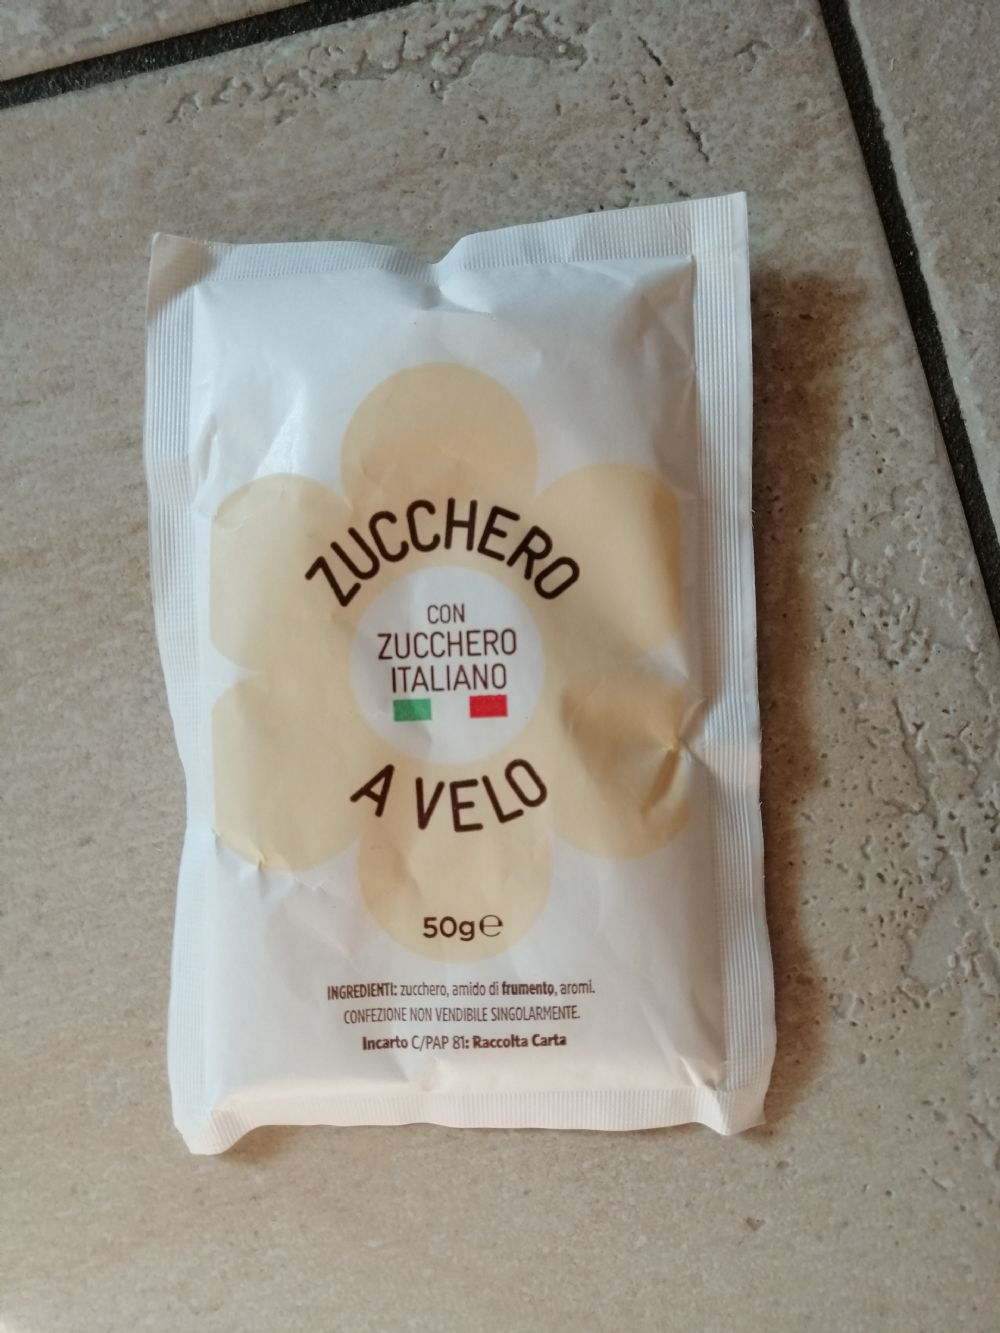 ZUCCHERO
CON
ZUCCHERO
ITALIANO
A VELO
50g℮
INGREDIENTI: zucchero, amido di frumento, aromi.
CONFEZIONE NON VENDIBILE SINGOLARMENTE.
Incarto C/PAP 81: Raccolta Carta